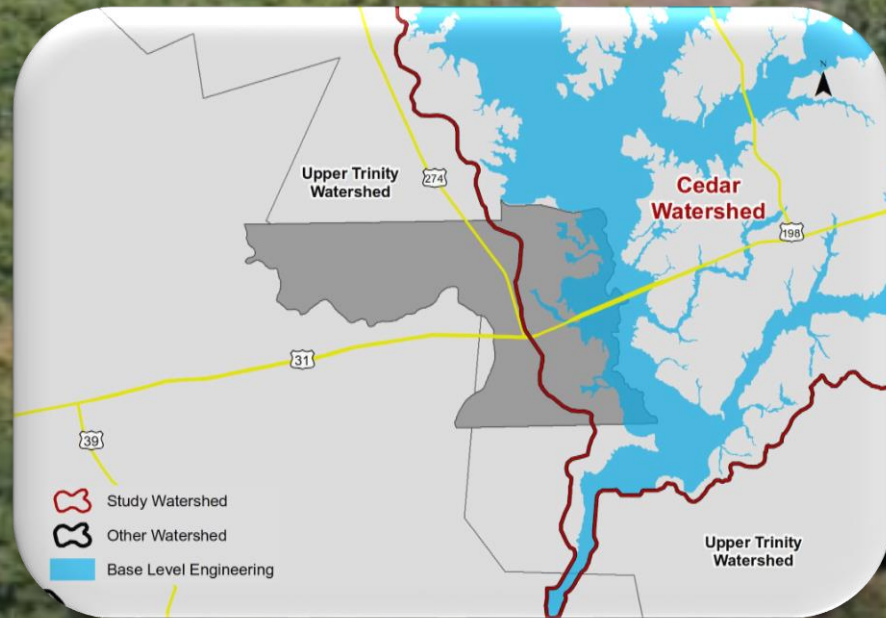 N
Upper Trinity
Watershed
274
Cedar
Watershed
198
31
39
Study Watershed
Other Watershed
Base Level Engineering
Upper Trinity
Watershed